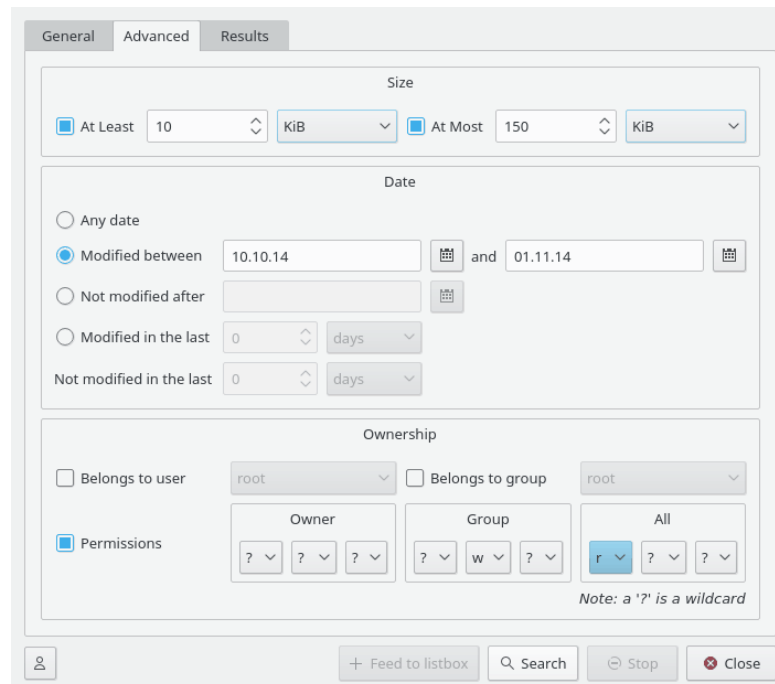 General Advanced Results
Size
At Least 10 KiB At Most 150 KiB
Date
Any date
Modified between 10.10.14 and 01.11.14
Not modified after
Modified in the last 0 days
Not modified in the last 0 days
Ownership
Belongs to user root Belongs to group root
Owner Group All
Permissions
? ? ? ? w ? r ? ?
Note: a '?' is a wildcard
+ Feed to listbox Search Stop Close